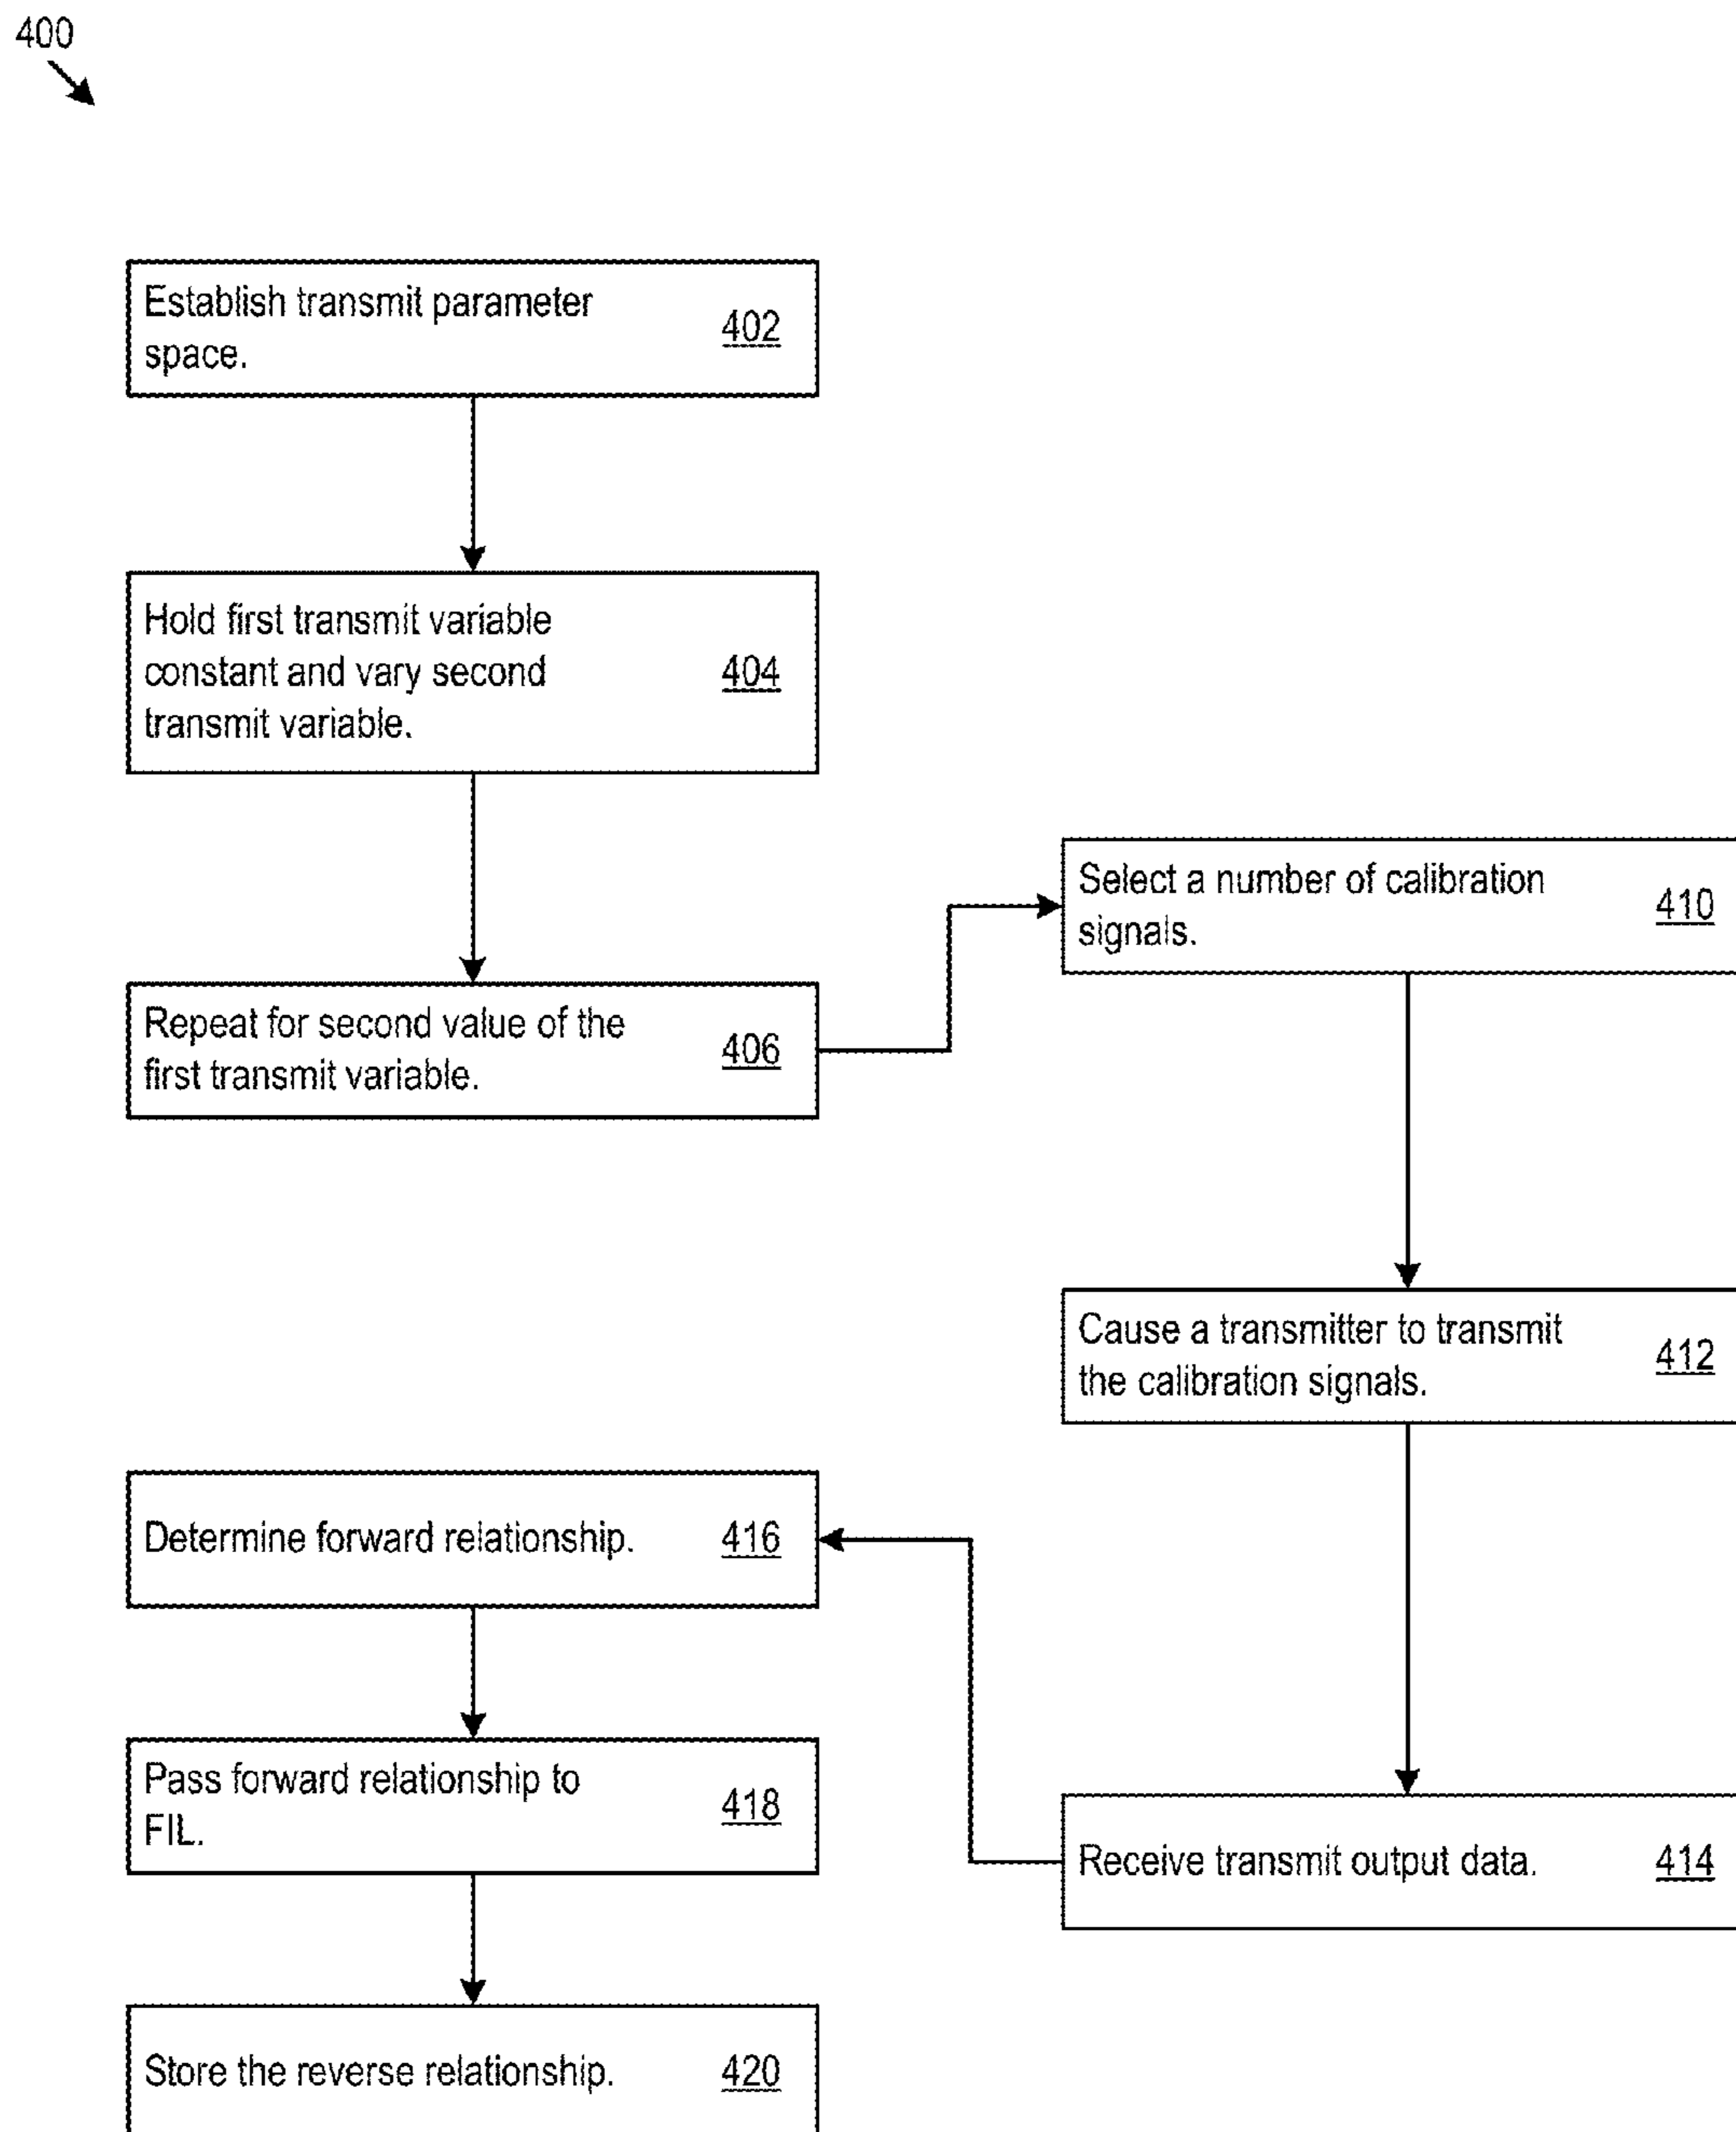 400
Establish transmit parameter
space.
402
Hold first transmit variable
constant and vary second
transmit variable.
404
Repeat for second value of the
first transmit variable.
406
Select a number of calibration
signals.
410
Cause a transmitter to transmit
the calibration signals.
412
Receive transmit output data.
414
Determine forward relationship.
416
Pass forward relationship to
FIL.
418
Store the reverse relationship.
420